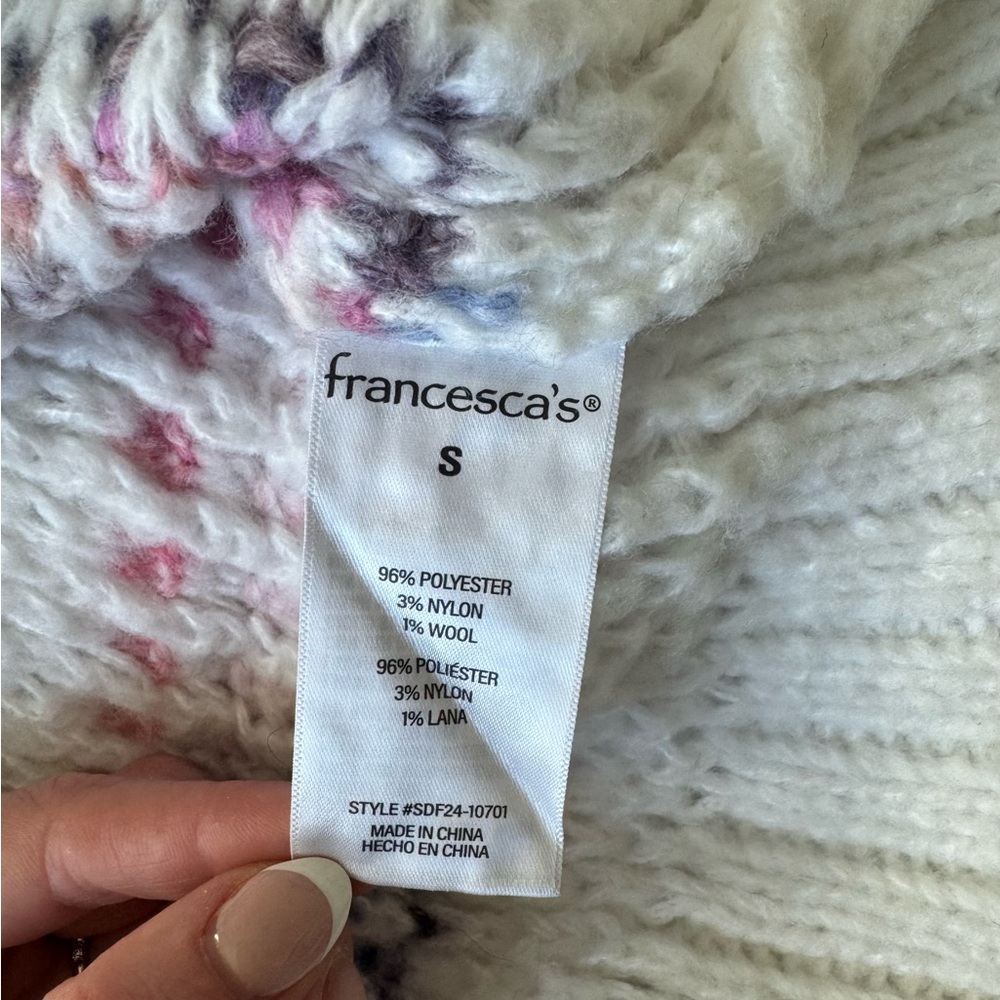 francesca's®
S
96% POLYESTER
3% NYLON
1% WOOL
96% POLIÉSTER
3% NYLON
1% LANA
STYLE #SDF24-10701
MADE IN CHINA
HECHO EN CHINA